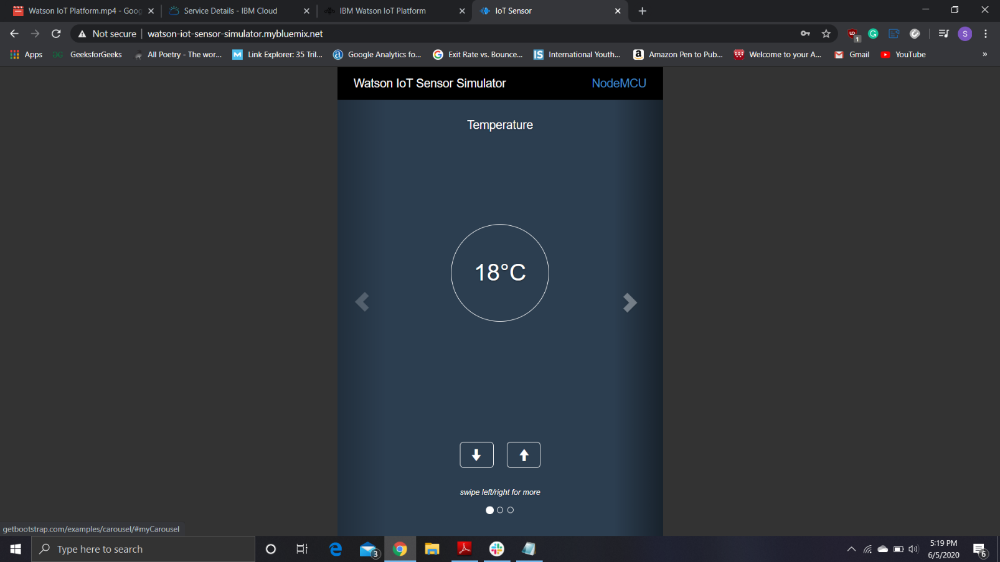 Watson IoT Platform.mp4 - Goog
Service Details - IBM Cloud
IBM Watson IoT Platform
IoT Sensor
Not secure
watson-iot-sensor-simulator.mybluemix.net
1
S
Apps
GeeksforGeeks
All Poetry - The wor...
Link Explorer: 35 Tril...
Google Analytics fo...
Exit Rate vs. Bounce...
International Youth...
Amazon Pen to Pub...
Welcome to your A...
Gmail
YouTube
»
Watson IoT Sensor Simulator
NodeMCU
Temperature
18°C
swipe left/right for more
getbootstrap.com/examples/carousel/#myCarousel
Type here to search
3
5:19 PM
6/5/2020
6